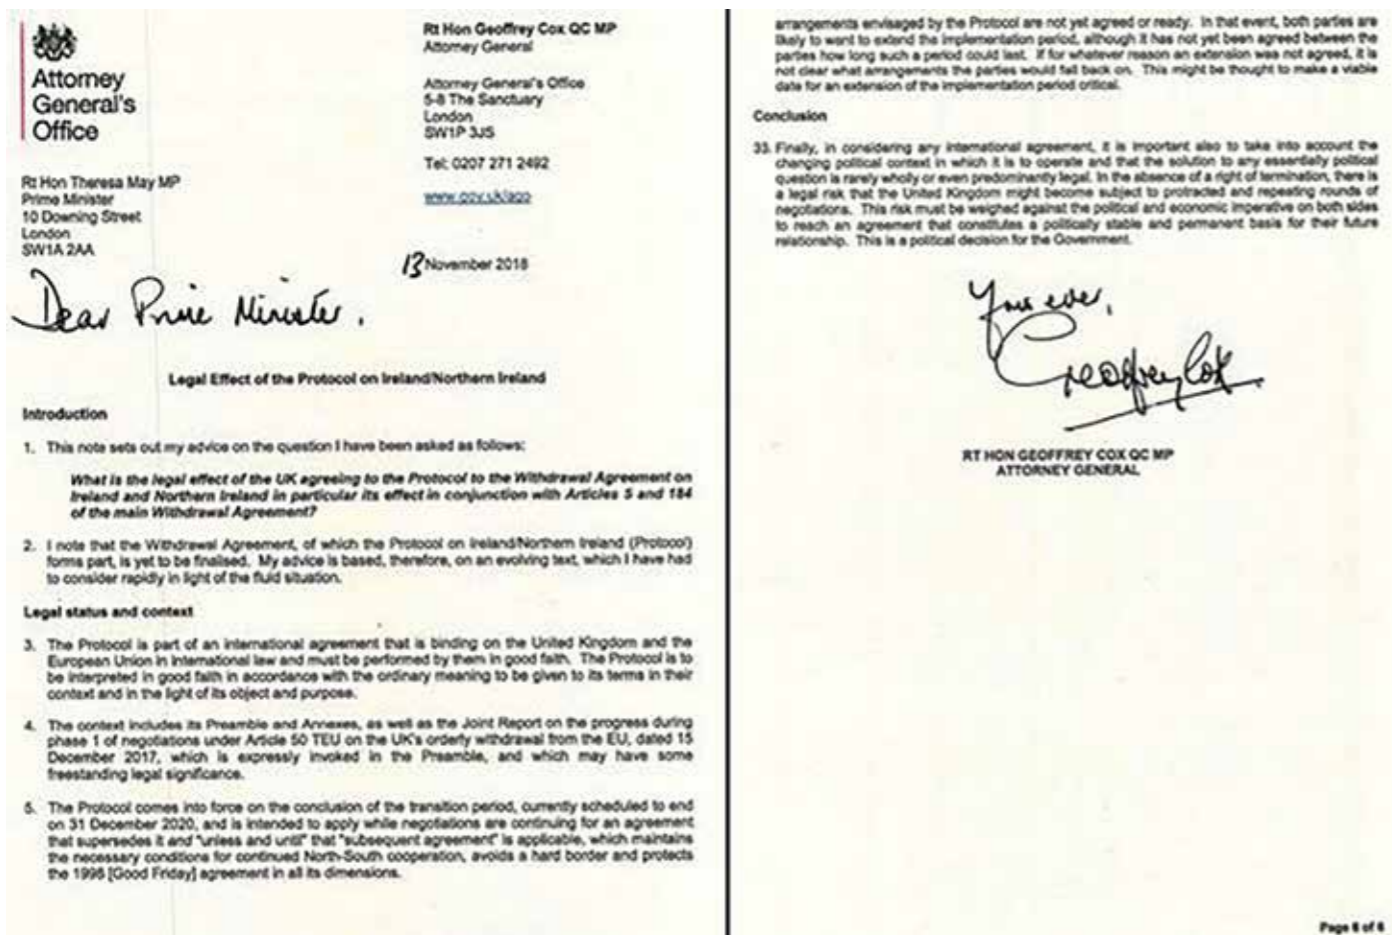 Attorney
General's
Office
Rt Hon Geoffrey Cox QC MP
Attorney General
Attorney General's Office
5-8 The Sanctuary
London
SW1P 3JS
Tel: 0207 271 2492
www.gov.uk/ago
Rt Hon Theresa May MP
Prime Minister
10 Downing Street
London
SW1A 2AA
13 November 2018
Dear Prime Minister,
Legal Effect of the Protocol on Ireland/Northern Ireland
Introduction
1. This note sets out my advice on the question I have been asked as follows:
What is the legal effect of the UK agreeing to the Protocol to the Withdrawal Agreement on
Ireland and Northern Ireland in particular its effect in conjunction with Articles 5 and 184
of the main Withdrawal Agreement?
2. I note that the Withdrawal Agreement, of which the Protocol on Ireland/Northern Ireland (Protocol)
forms part, is yet to be finalised. My advice is based, therefore, on an evolving text, which I have had
to consider rapidly in light of the fluid situation.
Legal status and context
3. The Protocol is part of an international agreement that is binding on the United Kingdom and the
European Union in international law and must be performed by them in good faith. The Protocol is to
be interpreted in good faith in accordance with the ordinary meaning to be given to its terms in their
context and in the light of its object and purpose.
4. The context includes its Preamble and Annexes, as well as the Joint Report on the progress during
phase 1 of negotiations under Article 50 TEU on the UK's orderly withdrawal from the EU, dated 15
December 2017, which is expressly invoked in the Preamble, and which may have some
freestanding legal significance.
5. The Protocol comes into force on the conclusion of the transition period, currently scheduled to end
on 31 December 2020, and is intended to apply while negotiations are continuing for an agreement
that supersedes it and "unless and until" that "subsequent agreement" is applicable, which maintains
the necessary conditions for continued North-South cooperation, avoids a hard border and protects
the 1998 [Good Friday] agreement in all its dimensions.
arrangements envisaged by the Protocol are not yet agreed or ready. In that event, both parties are
likely to want to extend the implementation period, although it has not yet been agreed between the
parties how long such a period could last. If for whatever reason an extension was not agreed, it is
not clear what arrangements the parties would fall back on. This might be thought to make a viable
date for an extension of the implementation period critical.
Conclusion
33. Finally, in considering any international agreement, it is important also to take into account the
changing political context in which it is to operate and that the solution to any essentially political
question is rarely wholly or even predominantly legal. In the absence of a right of termination, there is
a legal risk that the United Kingdom might become subject to protracted and repeating rounds of
negotiations. This risk must be weighed against the political and economic imperative on both sides
to reach an agreement that constitutes a politically stable and permanent basis for their future
relationship. This is a political decision for the Government.
Your ever,
Geoffrey Cox
RT HON GEOFFREY COX QC MP
ATTORNEY GENERAL
Page 6 of 6